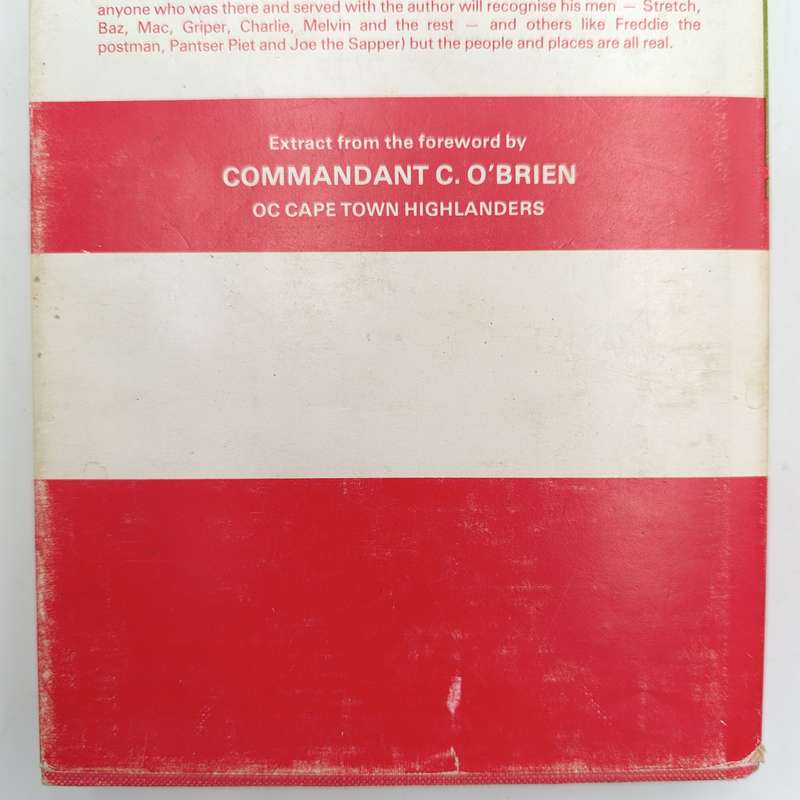 anyone who was there and served with the author will recognise his men — Stretch,
Baz, Mac, Griper, Charlie, Melvin and the rest — and others like Freddie the
postman, Pantser Piet and Joe the Sapper) but the people and places are all real.
Extract from the foreword by
COMMANDANT C. O'BRIEN
OC CAPE TOWN HIGHLANDERS